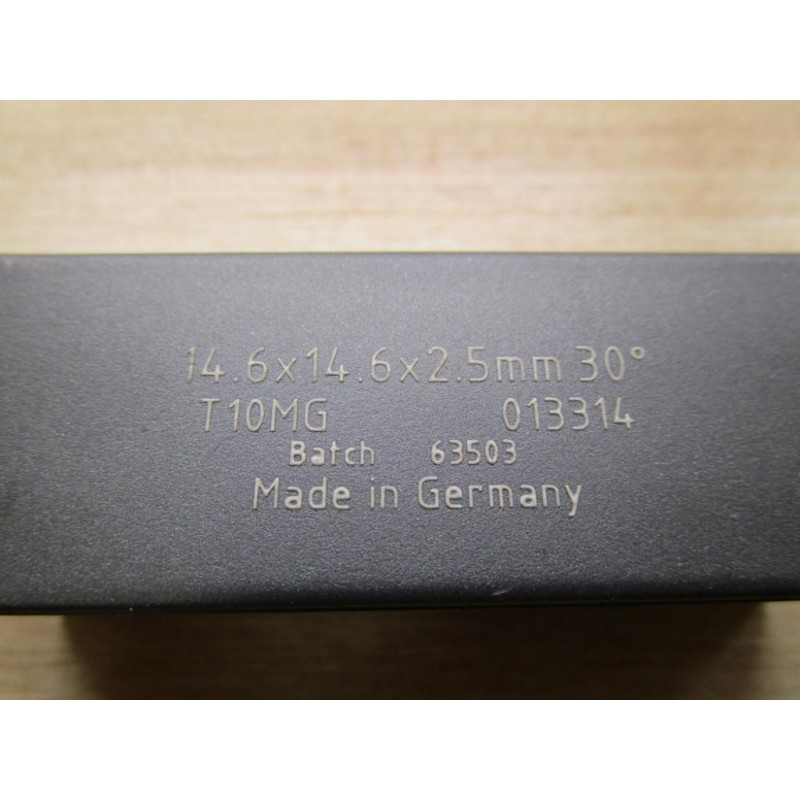 14.6x14.6x2.5mm 30°
T10MG 013314
Batch 63503
Made in Germany